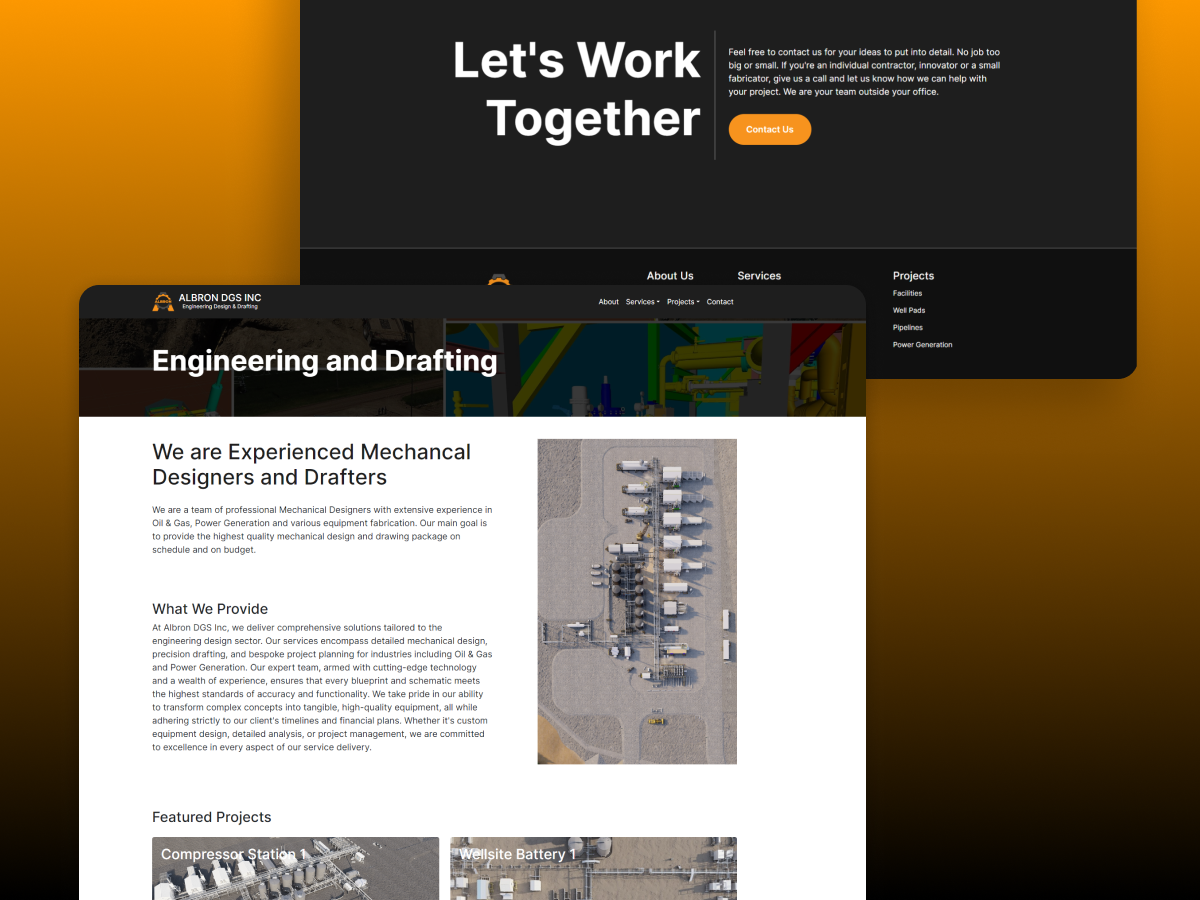 Let's Work
Together
Feel free to contact us for your ideas to put into detail. No job too
big or small. If you're an individual contractor, innovator or a small
fabricator, give us a call and let us know how we can help with
your project. We are your team outside your office.
Contact Us
About Us
Services
Projects
Facilities
Well Pads
Pipelines
Power Generation
ALBRON
ALBRON DGS INC
Engineering Design & Drafting
About
Services
Projects
Contact
Engineering and Drafting
We are Experienced Mechancal
Designers and Drafters
We are a team of professional Mechanical Designers with extensive experience in
Oil & Gas, Power Generation and various equipment fabrication. Our main goal is
to provide the highest quality mechanical design and drawing package on
schedule and on budget.
What We Provide
At Albron DGS Inc, we deliver comprehensive solutions tailored to the
engineering design sector. Our services encompass detailed mechanical design,
precision drafting, and bespoke project planning for industries including Oil & Gas
and Power Generation. Our expert team, armed with cutting-edge technology
and a wealth of experience, ensures that every blueprint and schematic meets
the highest standards of accuracy and functionality. We take pride in our ability
to transform complex concepts into tangible, high-quality equipment, all while
adhering strictly to our client's timelines and financial plans. Whether it's custom
equipment design, detailed analysis, or project management, we are committed
to excellence in every aspect of our service delivery.
Featured Projects
Compressor Station 1
Wellsite Battery 1